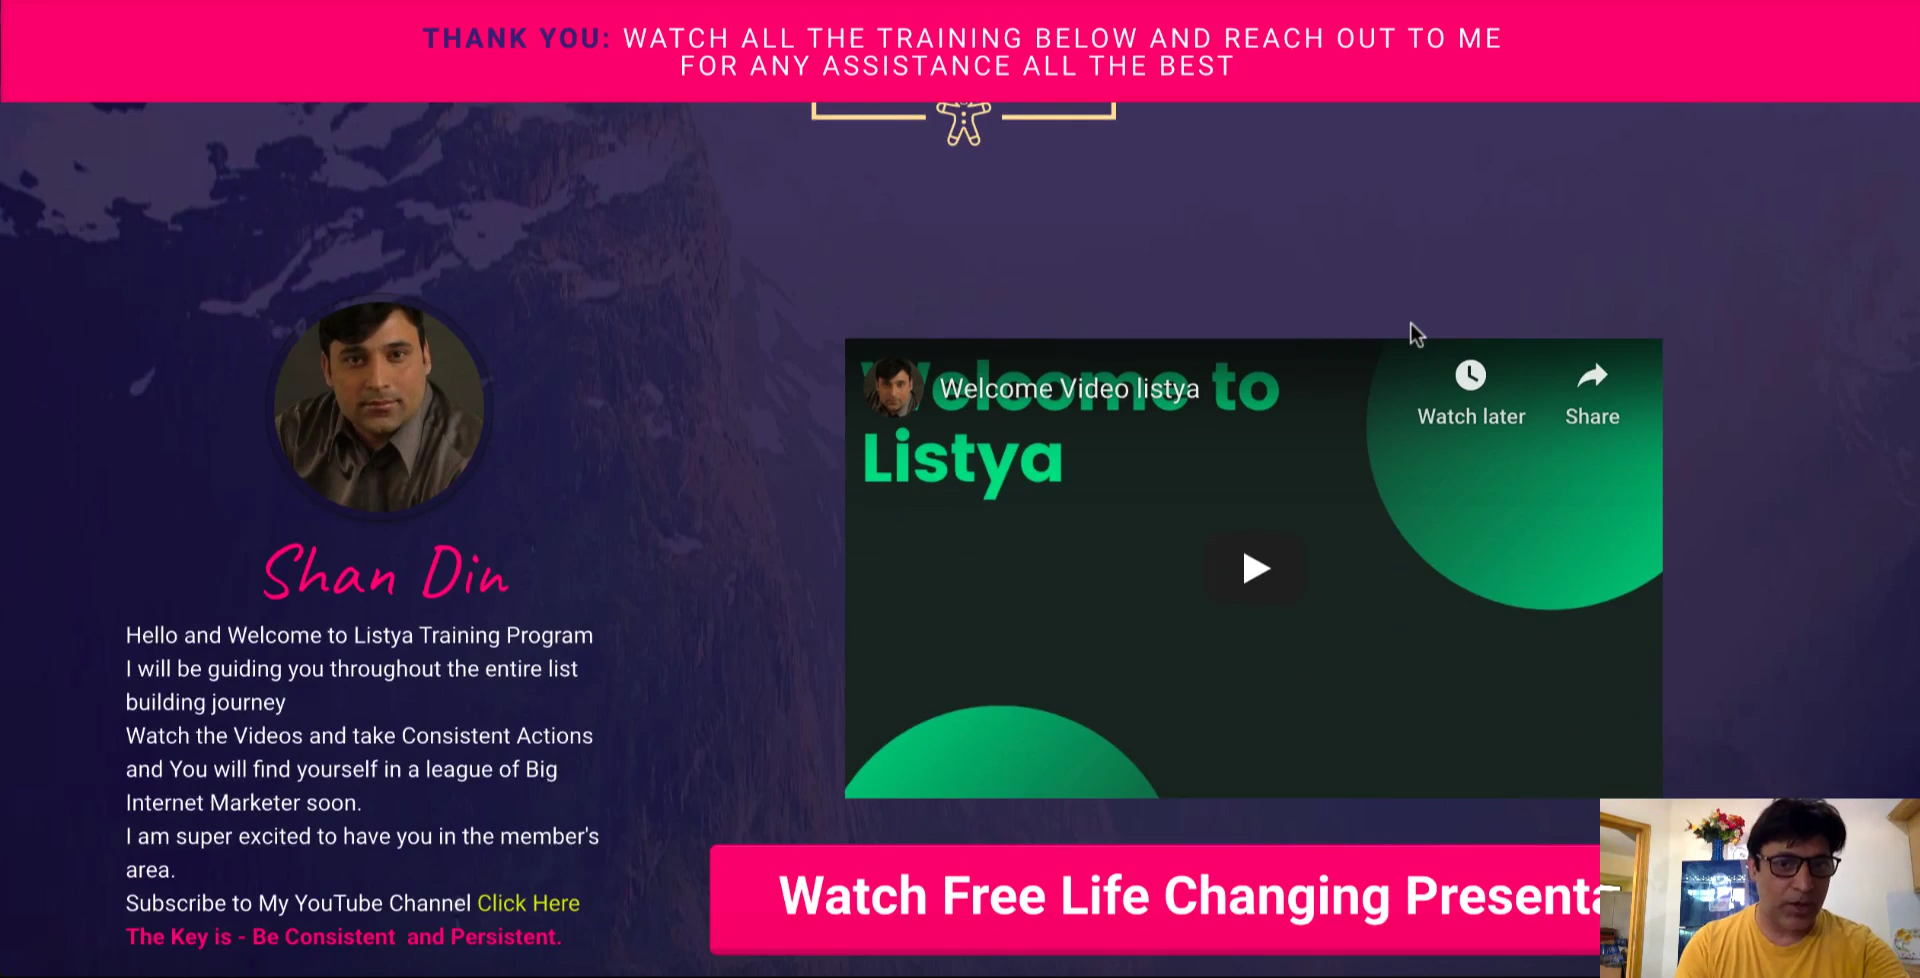 THANK YOU: WATCH ALL THE TRAINING BELOW AND REACH OUT TO ME
FOR ANY ASSISTANCE ALL THE BEST
Welcome to
Welcome Video listya
Listya
Watch later
Share
Shan Din
Hello and Welcome to Listya Training Program
I will be guiding you throughout the entire list
building journey
Watch the Videos and take Consistent Actions
and You will find yourself in a league of Big
Internet Marketer soon.
I am super excited to have you in the member's
area.
Subscribe to My YouTube Channel Click Here
The Key is - Be Consistent and Persistent.
Watch Free Life Changing